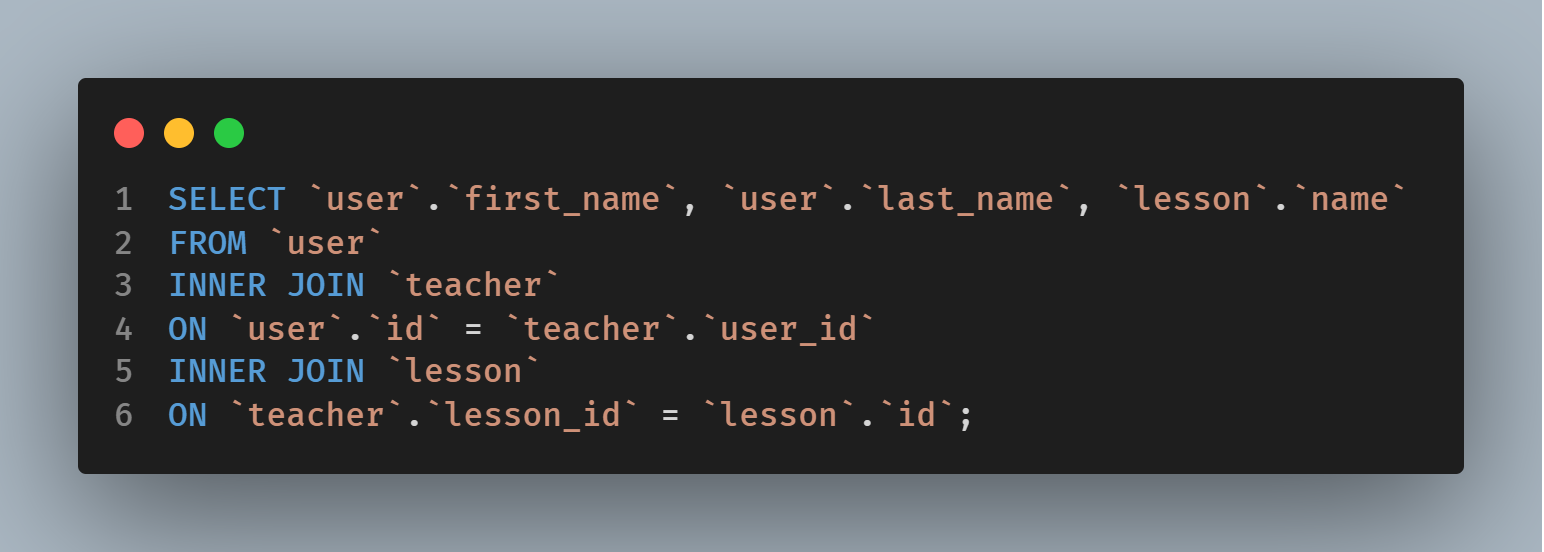 1 SELECT `user`.`first_name`, `user`.`last_name`, `lesson`.`name`
2 FROM `user`
3 INNER JOIN `teacher`
4 ON `user`.`id` = `teacher`.`user_id`
5 INNER JOIN `lesson`
6 ON `teacher`.`lesson_id` = `lesson`.`id`;